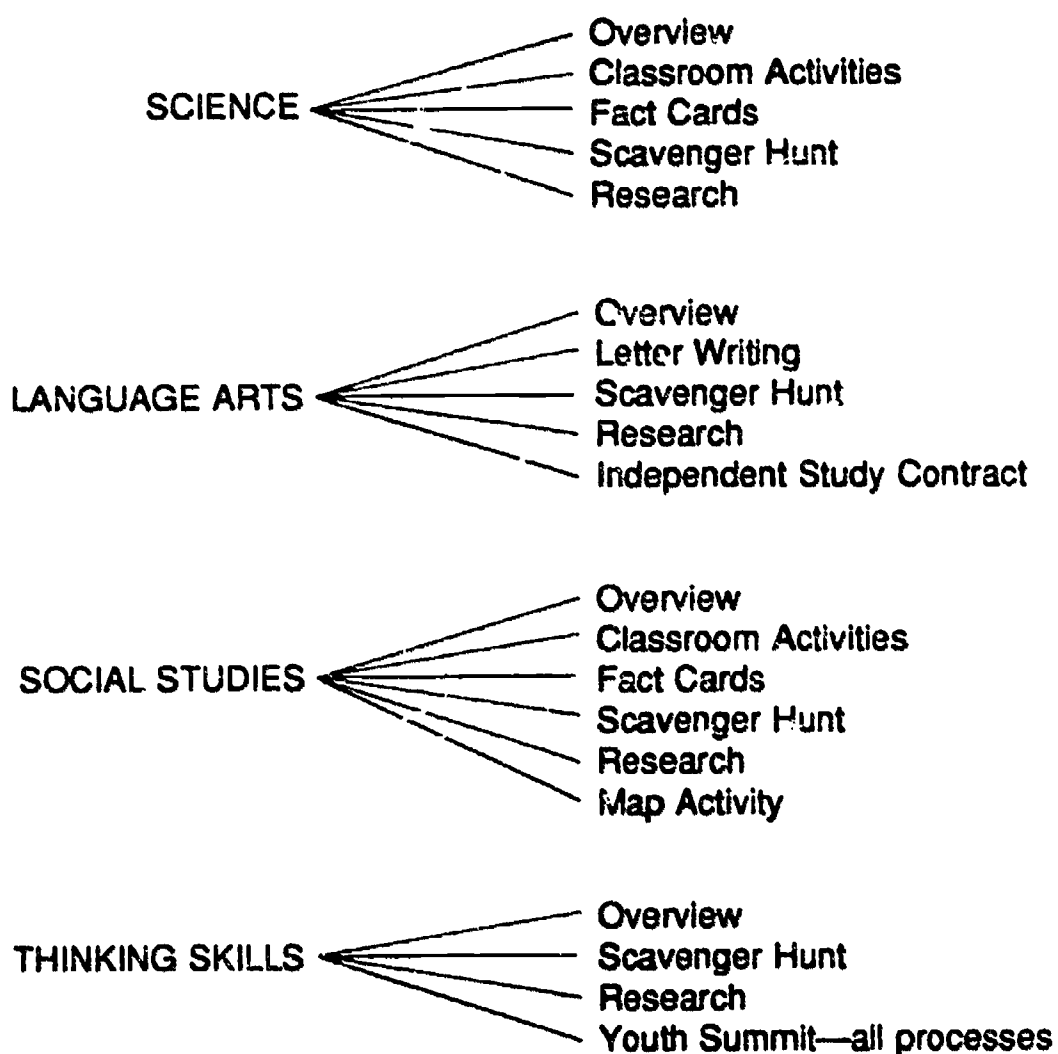 SCIENCE
Overview
Classroom Activities
Fact Cards
Scavenger Hunt
Research
LANGUAGE ARTS
Overview
Letter Writing
Scavenger Hunt
Research
Independent Study Contract
SOCIAL STUDIES
Overview
Classroom Activities
Fact Cards
Scavenger Hunt
Research
Map Activity
THINKING SKILLS
Overview
Scavenger Hunt
Research
Youth Summit—all processes